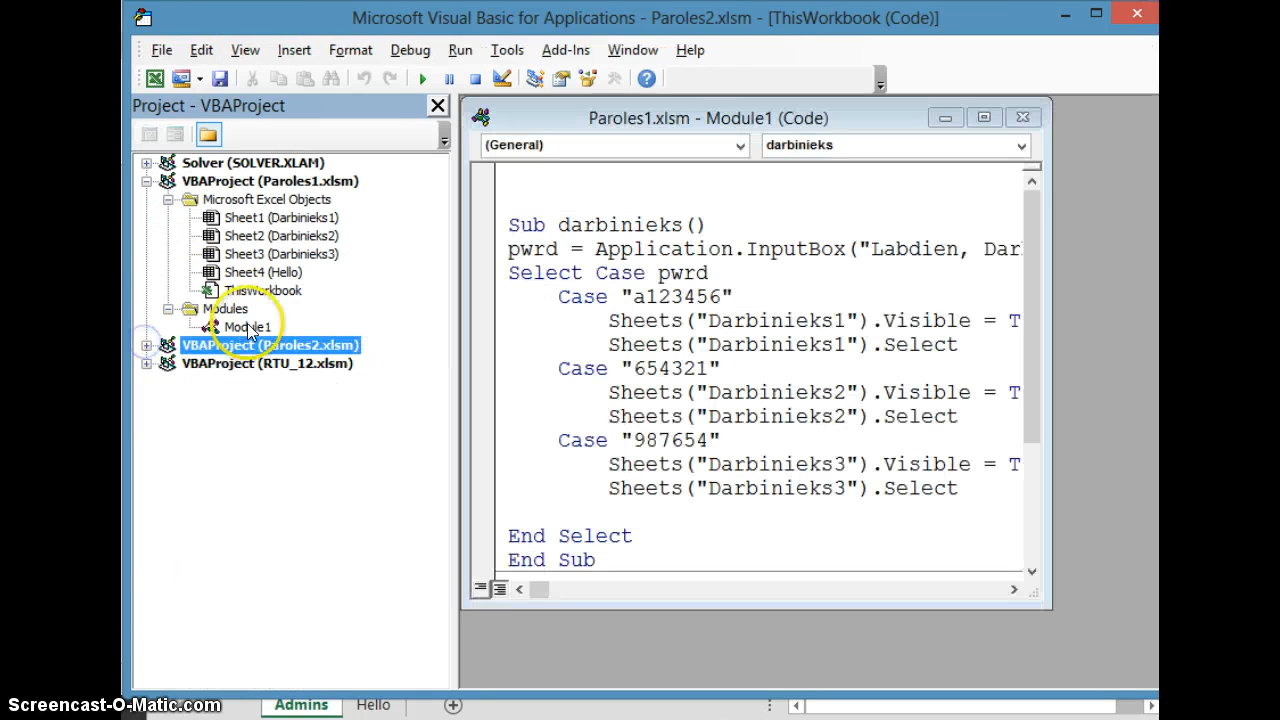 Microsoft Visual Basic for Applications - Paroles2.xlsm - [ThisWorkbook (Code)]
File Edit View Insert Format Debug Run Tools Add-Ins Window Help
Project - VBAProject
Solver (SOLVER.XLAM)
VBAProject (Paroles1.xlsm)
Microsoft Excel Objects
Sheet1 (Darbinieks1)
Sheet2 (Darbinieks2)
Sheet3 (Darbinieks3)
Sheet4 (Hello)
ThisWorkbook
Modules
Module1
VBAProject (Paroles2.xlsm)
VBAProject (RTU_12.xlsm)
Paroles1.xlsm - Module1 (Code)
(General) darbinieks
Sub darbinieks()
pwrd = Application.InputBox("Labdien, Dar
Select Case pwrd
Case "a123456"
Sheets("Darbinieks1").Visible = T
Sheets("Darbinieks1").Select
Case "654321"
Sheets("Darbinieks2").Visible = T
Sheets("Darbinieks2").Select
Case "987654"
Sheets("Darbinieks3").Visible = T
Sheets("Darbinieks3").Select
End Select
End Sub
Admins Hello
Screencast-O-Matic.com